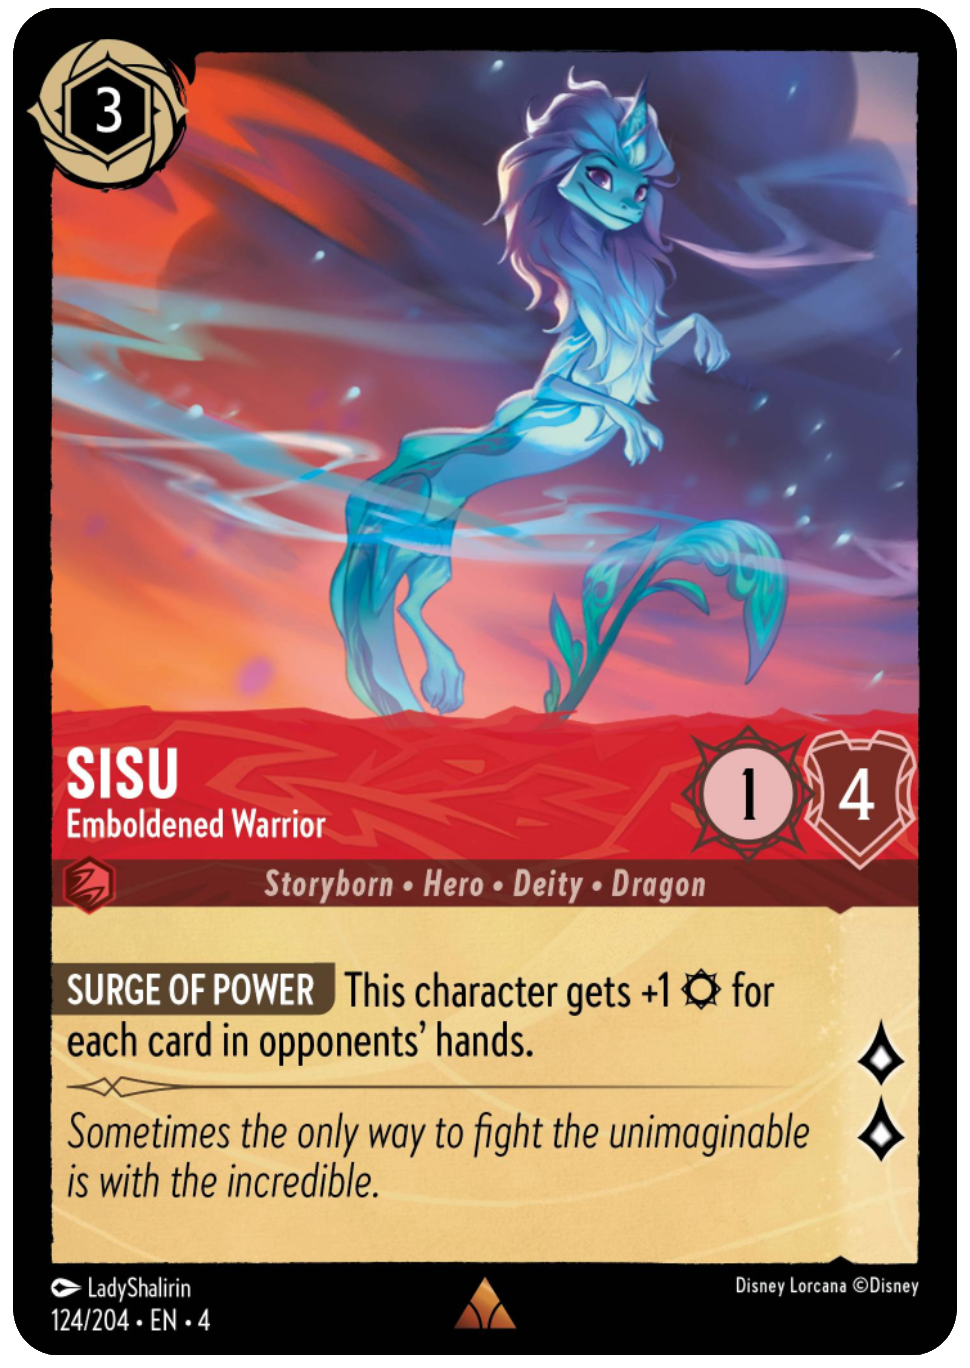 3
SISU
Emboldened Warrior
1
4
Storyborn • Hero • Deity • Dragon
SURGE OF POWER This character gets +1 for
each card in opponents' hands.
Sometimes the only way to fight the unimaginable
is with the incredible.
LadyShalirin
Disney Lorcana ©Disney
124/204 • EN • 4